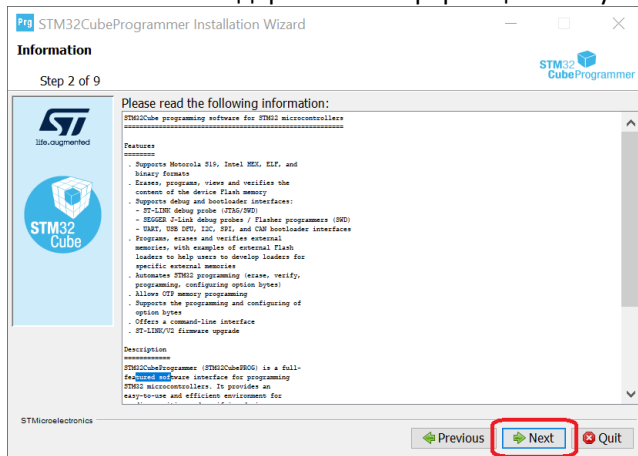 STM32CubeProgrammer Installation Wizard
Information
Step 2 of 9
STM32
CubeProgrammer
life.augmented
STM32
Cube
Please read the following information:
STM32Cube programming software for STM32 microcontrollers
============================================================
Features
========
. Supports Motorola S19, Intel HEX, ELF, and
binary formats
. Erases, programs, views and verifies the
content of the device Flash memory
. Supports debug and bootloader interfaces:
- ST-LINK debug probe (JTAG/SWD)
- SEGGER J-Link debug probes / Flasher programmers (SWD)
- UART, USB DFU, I2C, SPI, and CAN bootloader interfaces
. Programs, erases and verifies external
memories, with examples of external Flash
loaders to help users to develop loaders for
specific external memories
. Automates STM32 programming (erase, verify,
programming, configuring option bytes)
. Allows OTP memory programming
. Supports the programming and configuring of
option bytes
. Offers a command-line interface
. ST-LINK/V2 firmware upgrade
Description
===========
STM32CubeProgrammer (STM32CubePROG) is a full-
featured software interface for programming
STM32 microcontrollers. It provides an
easy-to-use and efficient environment for
STMicroelectronics
Previous
Next
Quit